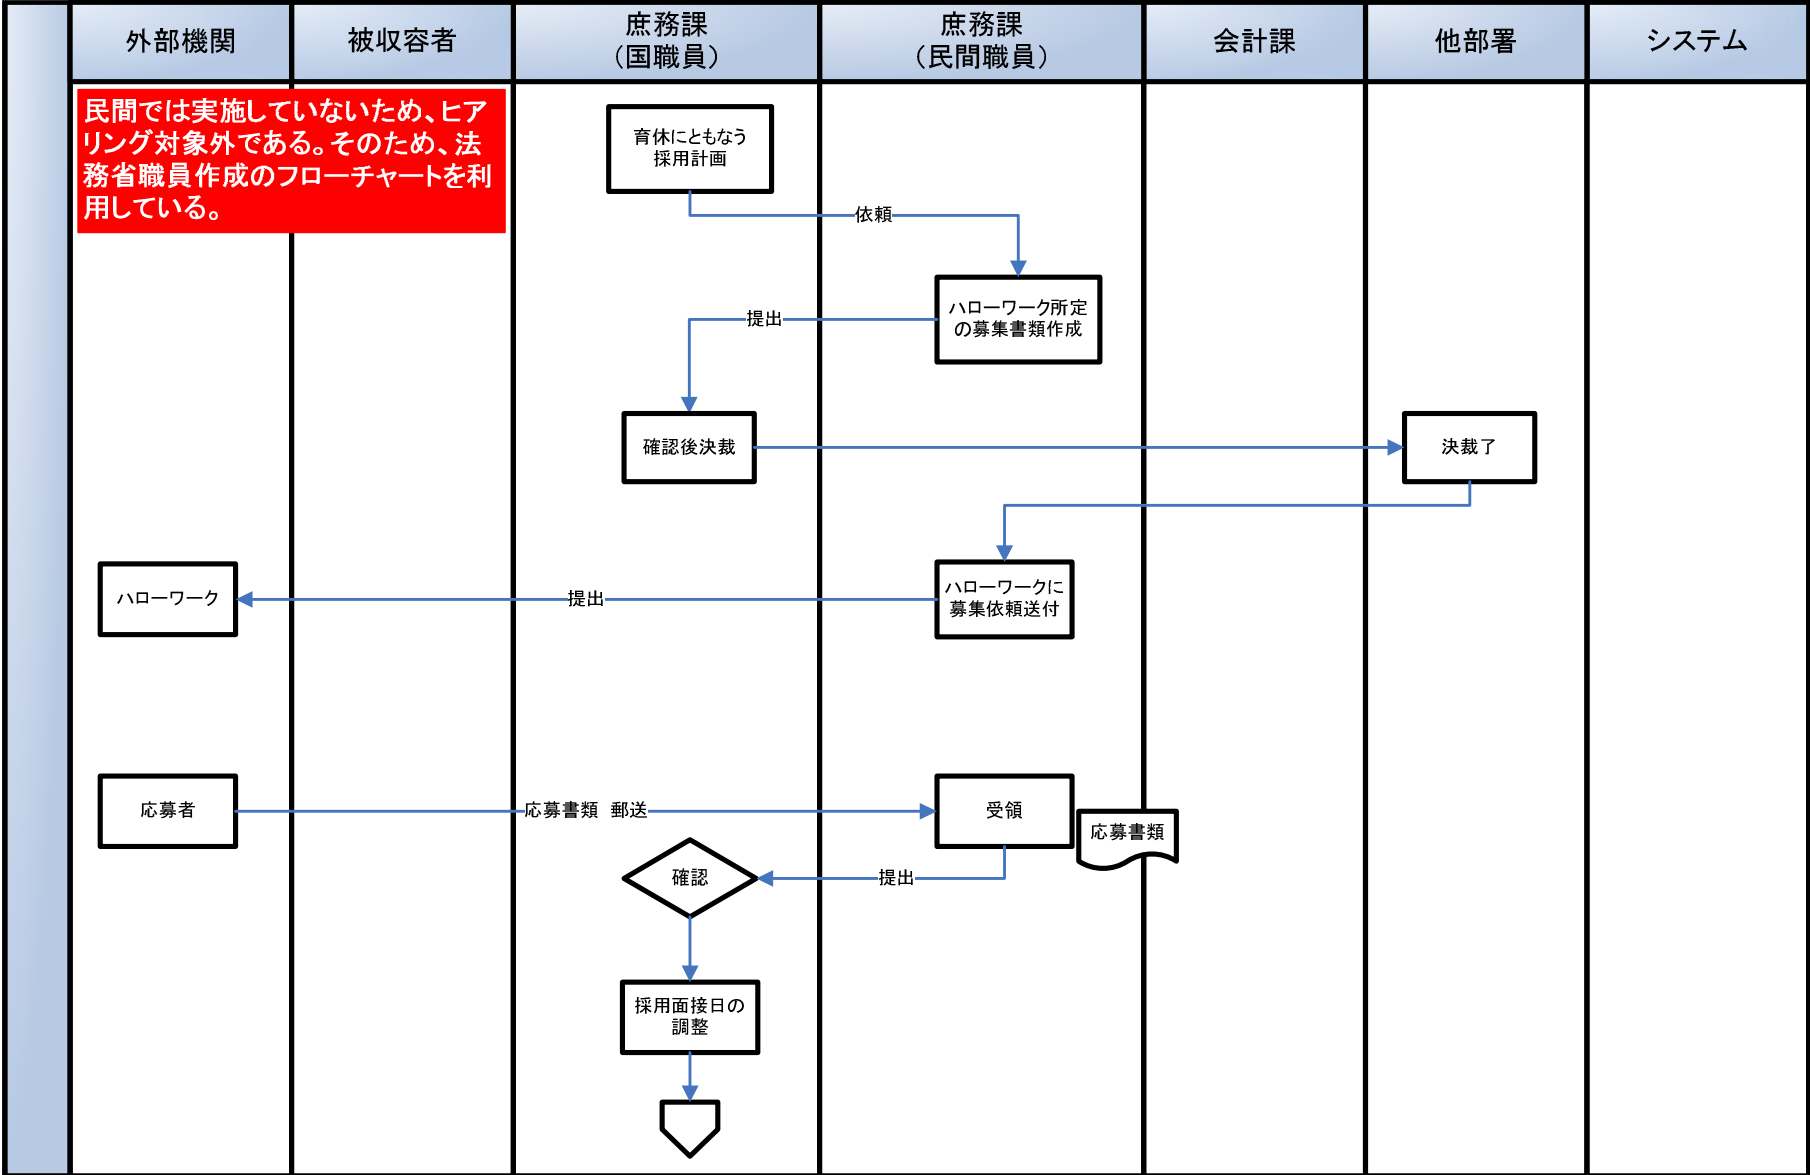 外部機関
被収容者
庶務課
（国職員）
庶務課
（民間職員）
会計課
他部署
システム
民間では実施していないため、ヒア
リング対象外である。そのため、法
務省職員作成のフローチャートを利
用している。
育休にともなう
採用計画
依頼
ハローワーク所定
の募集書類作成
提出
確認後決裁
決裁了
ハローワーク
提出
ハローワークに
募集依頼送付
応募者
応募書類　郵送
受領
応募書類
確認
提出
採用面接日の
調整